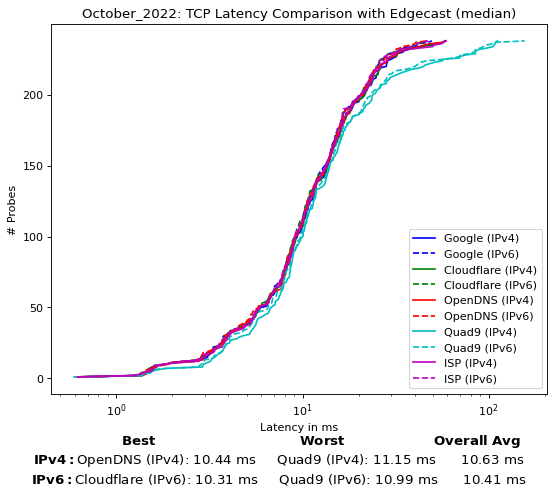 October_2022: TCP Latency Comparison with Edgecast (median)
# Probes
200
150
100
50
0
Google (IPv4)
Google (IPv6)
Cloudflare (IPv4)
Cloudflare (IPv6)
OpenDNS (IPv4)
OpenDNS (IPv6)
Quad9 (IPv4)
Quad9 (IPv6)
ISP (IPv4)
ISP (IPv6)
10⁰ 10¹ 10²
Latency in ms
Best Worst Overall Avg
IPv4: OpenDNS (IPv4): 10.44 ms Quad9 (IPv4): 11.15 ms 10.63 ms
IPv6: Cloudflare (IPv6): 10.31 ms Quad9 (IPv6): 10.99 ms 10.41 ms